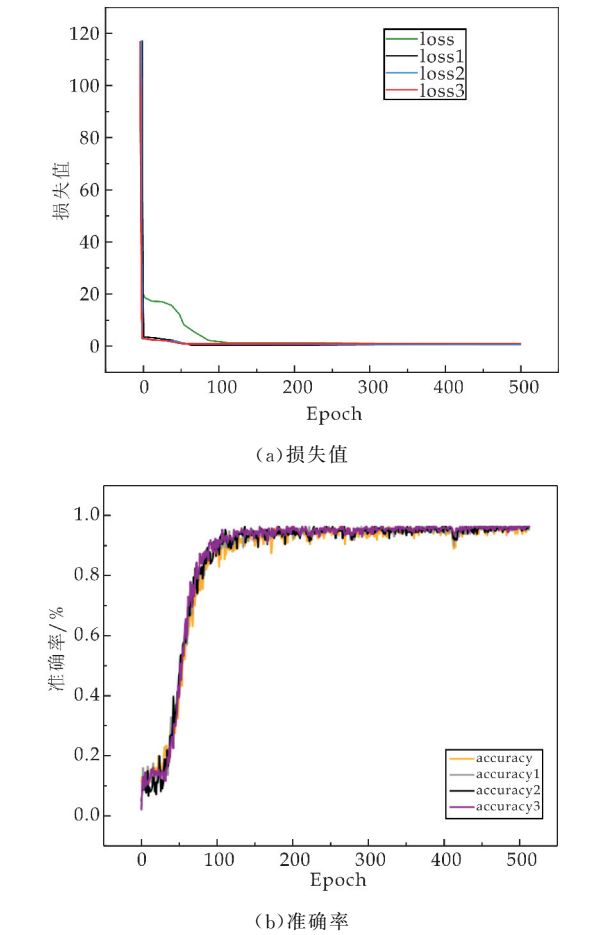 120
100
80
60
40
20
0
损失值
loss
loss1
loss2
loss3
0 100 200 300 400 500
Epoch
(a)损失值
1.0
0.8
0.6
0.4
0.2
0.0
准确率/%
accuracy
accuracy1
accuracy2
accuracy3
0 100 200 300 400 500
Epoch
(b)准确率